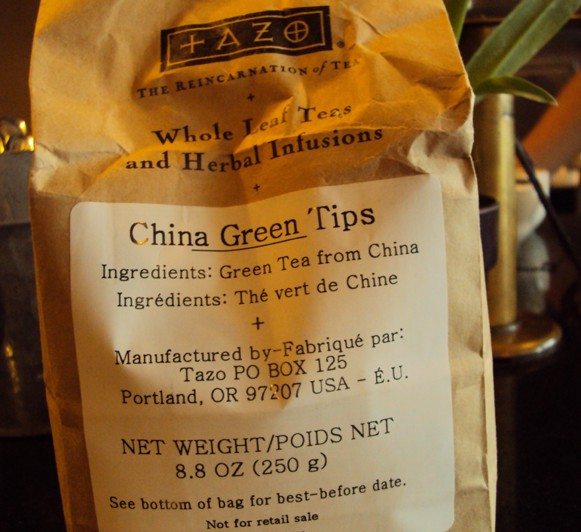 TAZO®
THE REINCARNATION of TEA
+
Whole Leaf Teas
and Herbal Infusions
+
China Green Tips
Ingredients: Green Tea from China
Ingrédients: Thé vert de Chine
+
Manufactured by-Fabriqué par:
Tazo PO BOX 125
Portland, OR 97207 USA - É.U.
NET WEIGHT/POIDS NET
8.8 OZ (250 g)
See bottom of bag for best-before date.
Not for retail sale